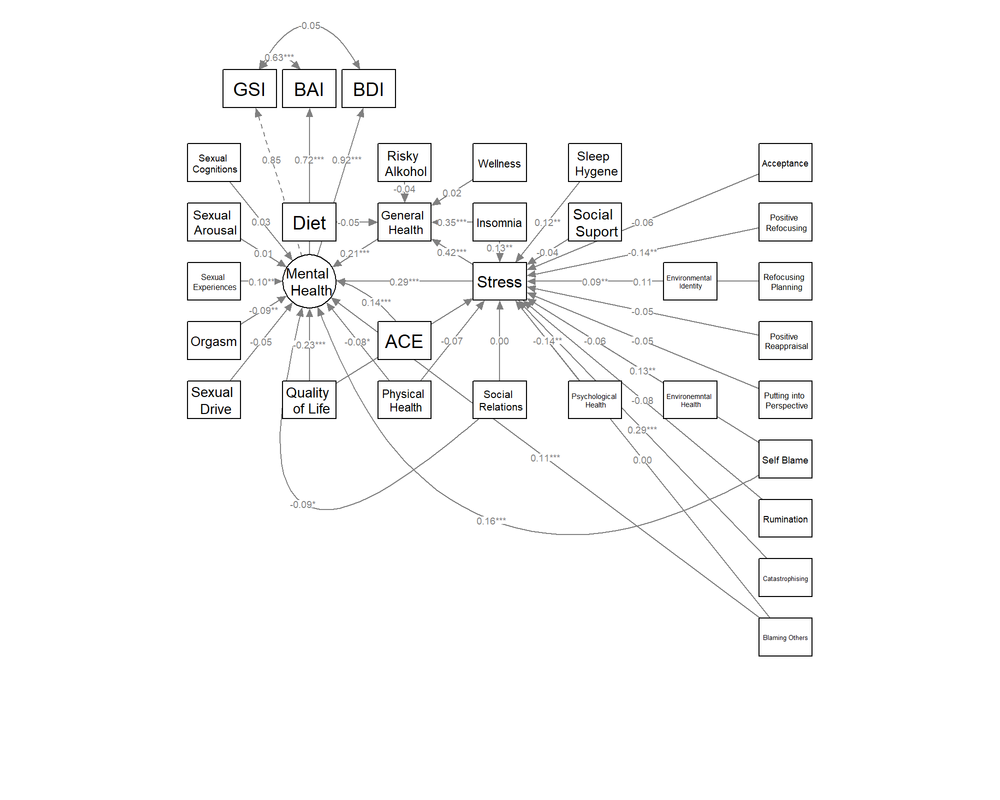 -0.05
0.63***
GSI
BAI
BDI
0.85
0.72***
0.92***
Sexual
Cognitions
Risky
Alkohol
Wellness
Sleep
Hygene
Acceptance
-0.04
0.02
Sexual
Arousal
0.03
Diet
-0.05
General
Health
0.35***
Insomnia
0.12**
Social
Suport
-0.06
Positive
Refocusing
0.01
0.21***
0.42***
0.13**
-0.04
-0.14**
Sexual
Experiences
0.10**
Mental
Health
0.29***
Stress
0.09**
0.11
Environmental
Identity
Refocusing
Planning
-0.09**
0.14***
-0.05
Orgasm
-0.05
-0.23***
-0.08*
ACE
-0.07
0.00
-0.14**
-0.06
-0.05
Positive
Reappraisal
0.13**
Sexual
Drive
Quality
of Life
Physical
Health
Social
Relations
Psychological
Health
-0.08
Environemntal
Health
Putting into
Perspective
0.29***
0.11***
0.00
Self Blame
-0.09*
0.16***
Rumination
Catastrophising
Blaming Others